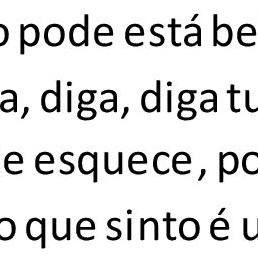 o pode está be
a, diga, diga tu
e esquece, po
o que sinto é u